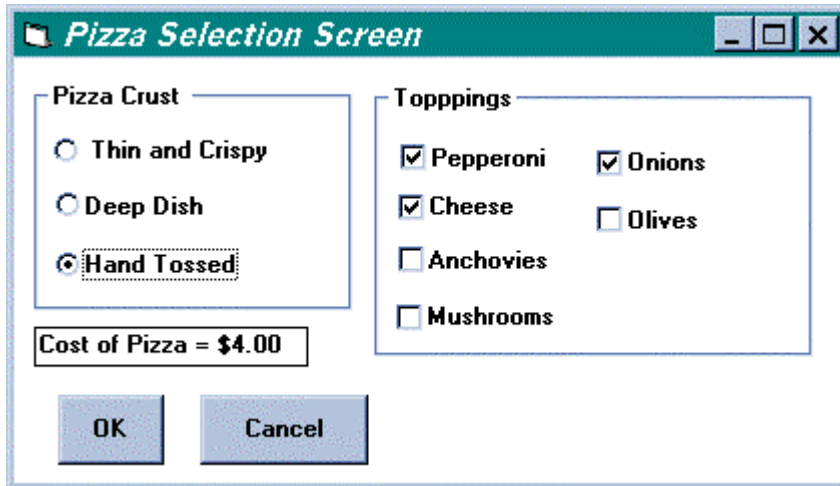 Pizza Selection Screen
Pizza Crust
Thin and Crispy
Deep Dish
Hand Tossed
Cost of Pizza = $4.00
Topppings
Pepperoni
Cheese
Anchovies
Mushrooms
Onions
Olives
OK
Cancel